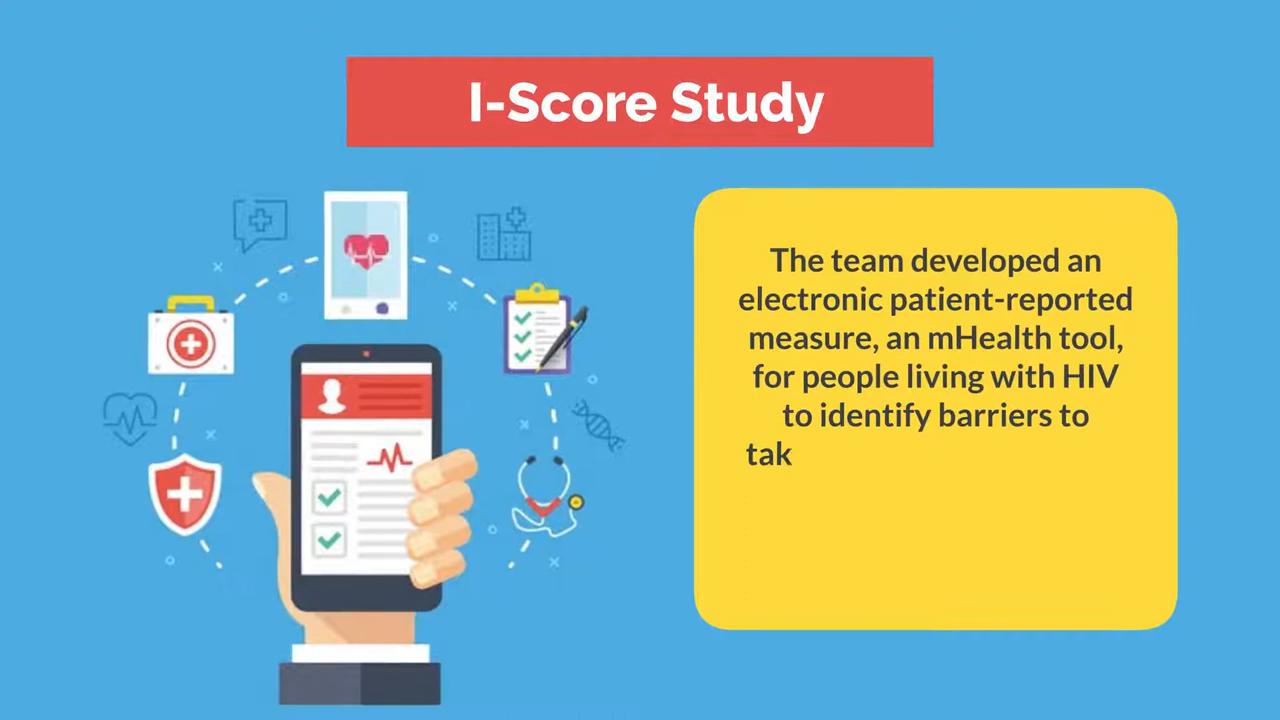 I-Score Study
The team developed an
electronic patient-reported
measure, an mHealth tool,
for people living with HIV
to identify barriers to
tak